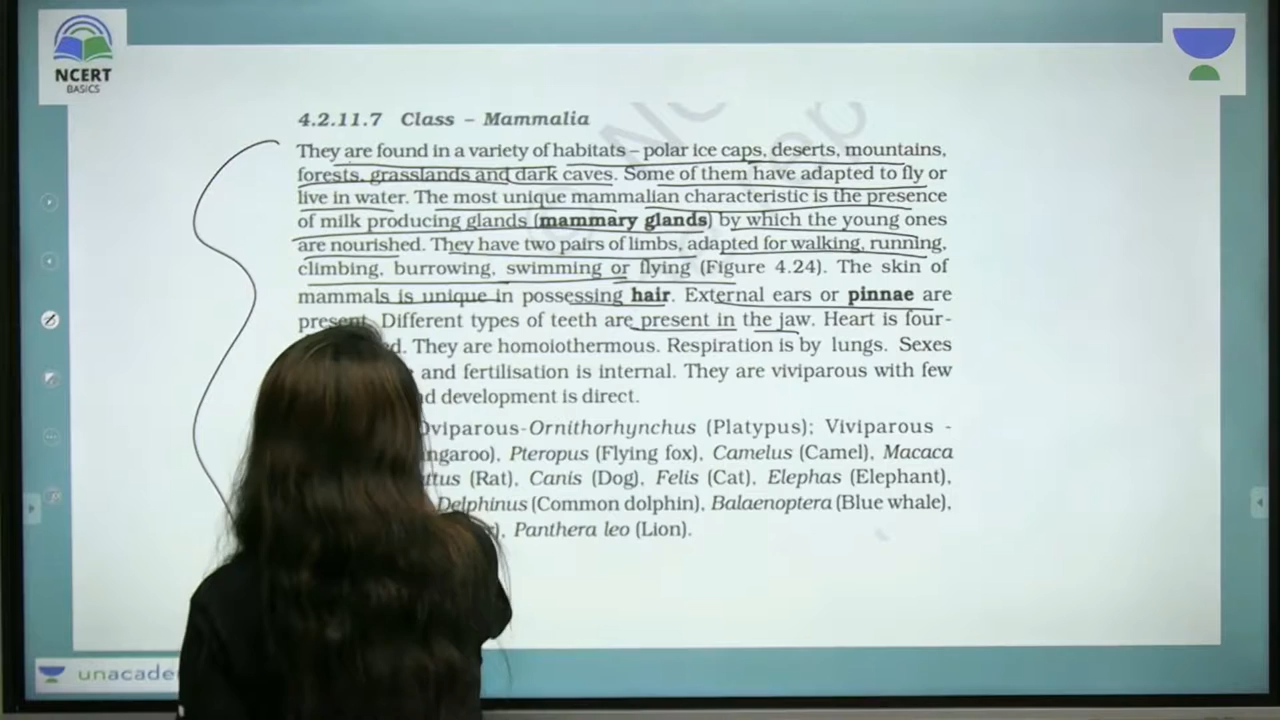 NCERT
BASICS
4.2.11.7 Class – Mammalia
They are found in a variety of habitats – polar ice caps, deserts, mountains,
forests, grasslands and dark caves. Some of them have adapted to fly or
live in water. The most unique mammalian characteristic is the presence
of milk producing glands (mammary glands) by which the young ones
are nourished. They have two pairs of limbs, adapted for walking, running,
climbing, burrowing, swimming or flying (Figure 4.24). The skin of
mammals is unique in possessing hair. External ears or pinnae are
present. Different types of teeth are present in the jaw. Heart is four-
They are homoiothermous. Respiration is by lungs. Sexes
and fertilisation is internal. They are viviparous with few
development is direct.
Oviparous-Ornithorhynchus (Platypus); Viviparous -
Pteropus (Flying fox), Camelus (Camel), Macaca
(Rat), Canis (Dog), Felis (Cat), Elephas (Elephant),
Delphinus (Common dolphin), Balaenoptera (Blue whale),
Panthera leo (Lion).